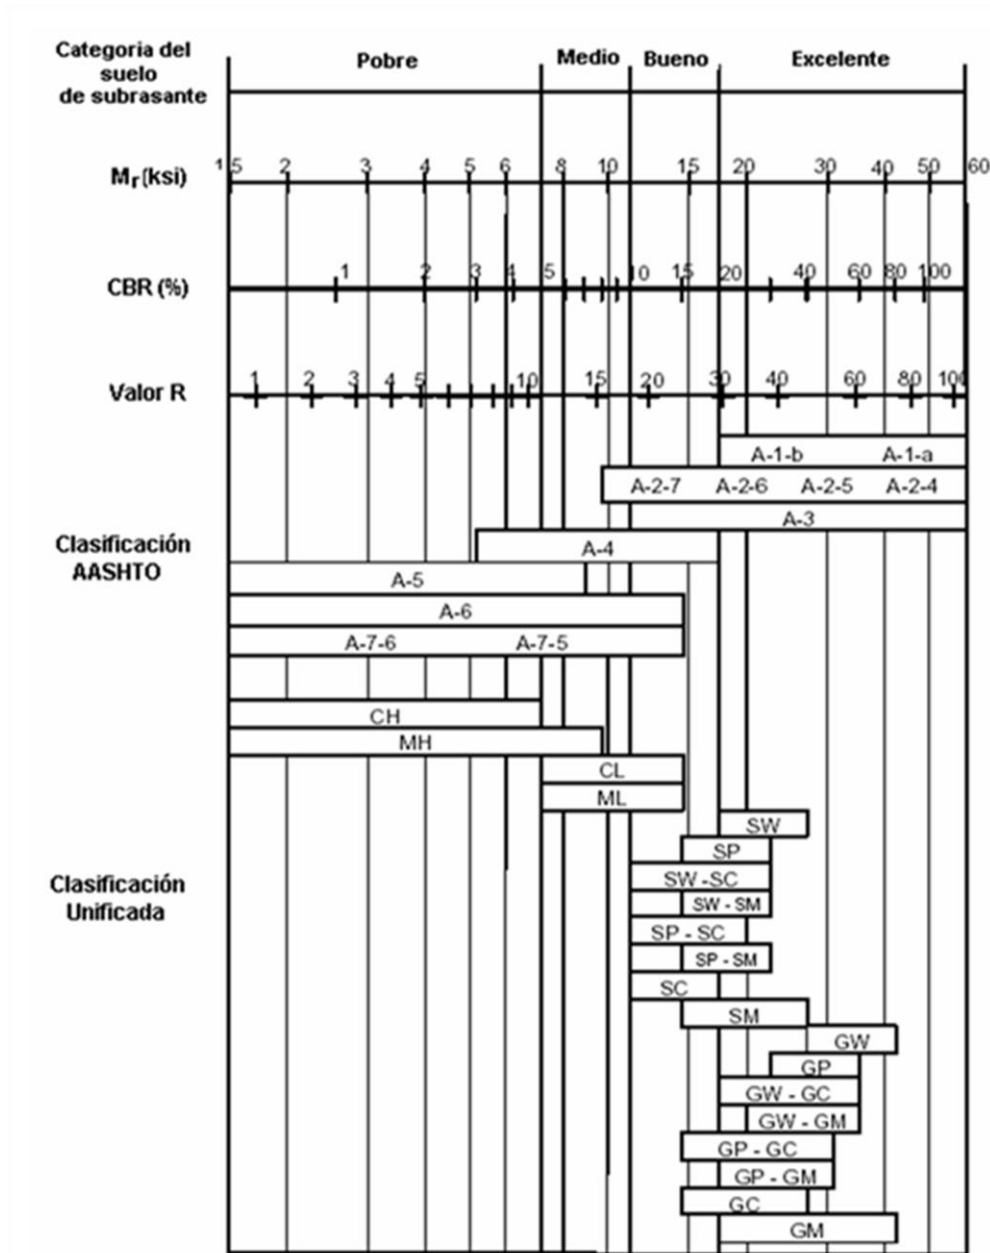 Categoria del
suelo
de subrasante
Pobre Medio Bueno Excelente
Mr(ksi) 1.5 2 3 4 5 6 8 10 15 20 30 40 50 60
CBR (%) 1 2 3 4 5 10 15 20 40 60 80 100
Valor R 1 2 3 4 5 10 15 20 30 40 60 80 100
A-1-b A-1-a
A-2-7 A-2-6 A-2-5 A-2-4
A-3
Clasificación
AASHTO
A-4
A-5
A-6
A-7-6 A-7-5
CH
MH
CL
ML
SW
SP
Clasificación
Unificada
SW -SC
SW - SM
SP - SC
SP - SM
SC
SM
GW
GP
GW - GC
GW - GM
GP - GC
GP - GM
GC
GM